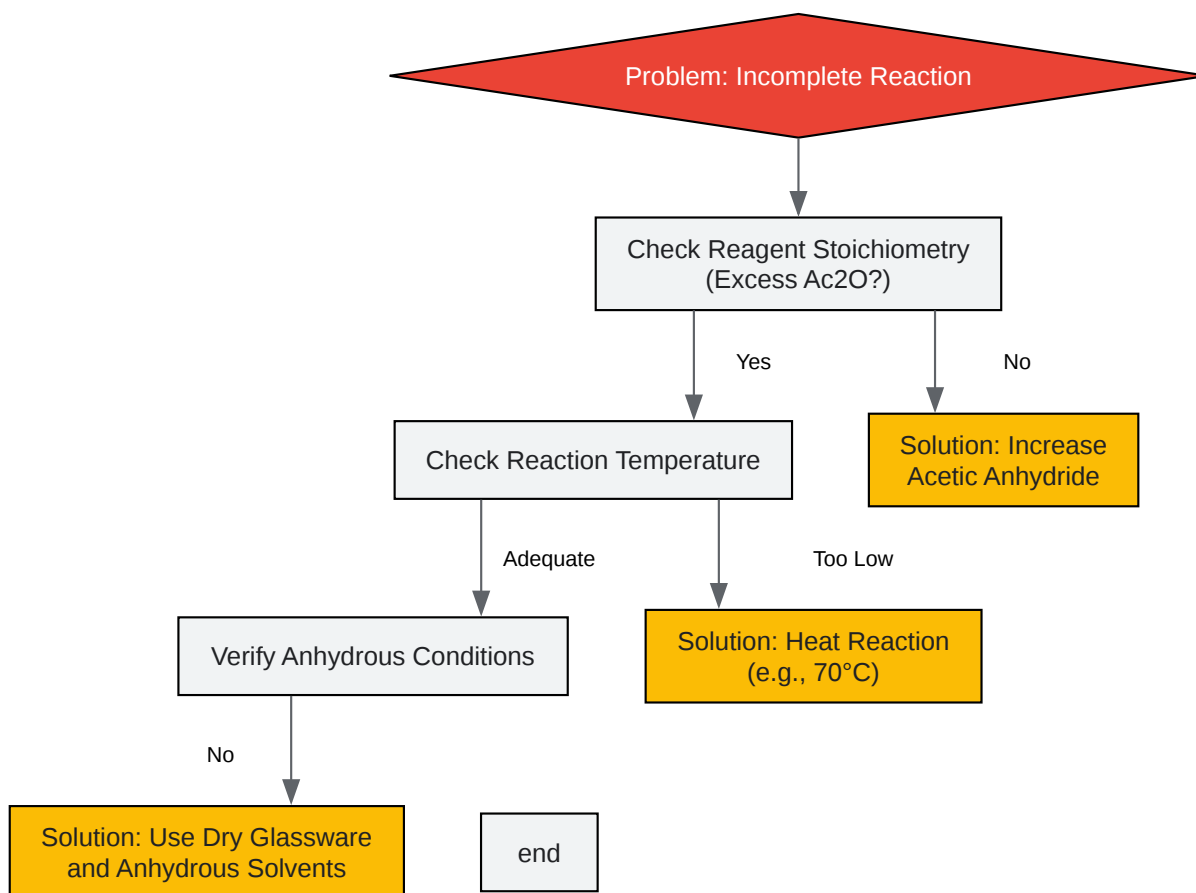 Problem: Incomplete Reaction
Check Reagent Stoichiometry
(Excess Ac2O?)
Yes
No
Check Reaction Temperature
Solution: Increase
Acetic Anhydride
Adequate
Too Low
Verify Anhydrous Conditions
Solution: Heat Reaction
(e.g., 70°C)
No
Solution: Use Dry Glassware
and Anhydrous Solvents
end